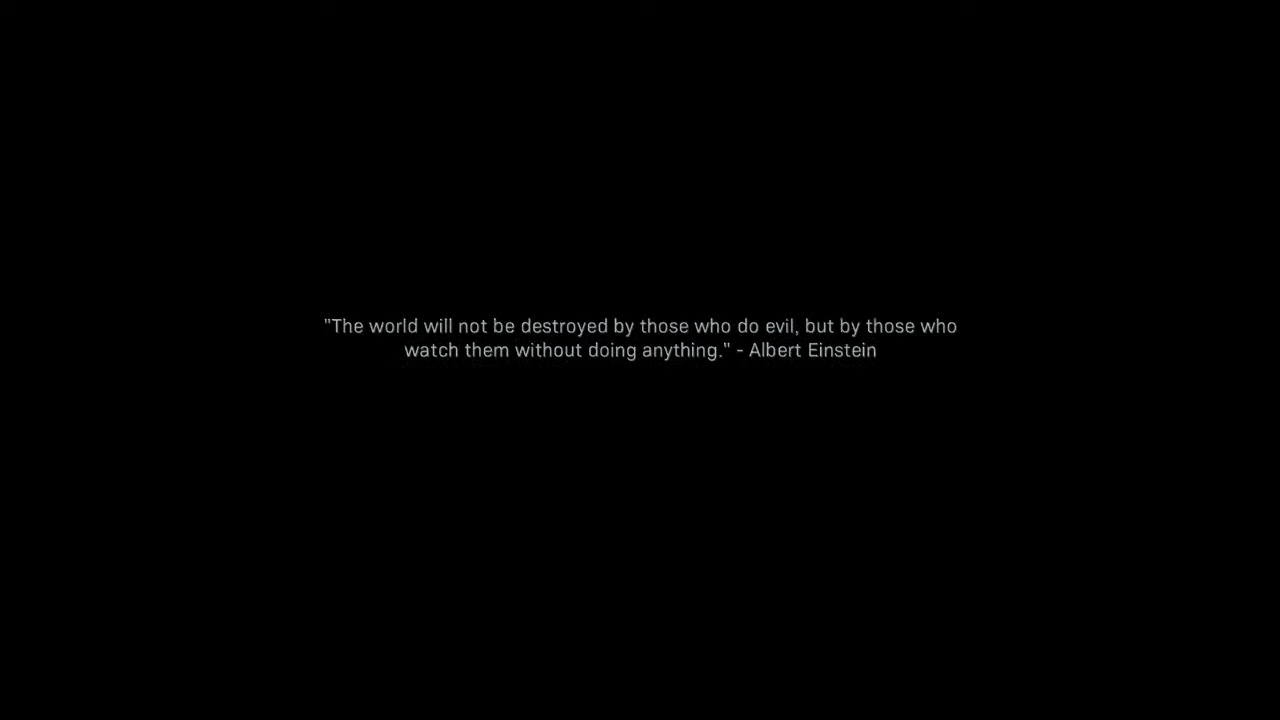 "The world will not be destroyed by those who do evil, but by those who
watch them without doing anything." - Albert Einstein